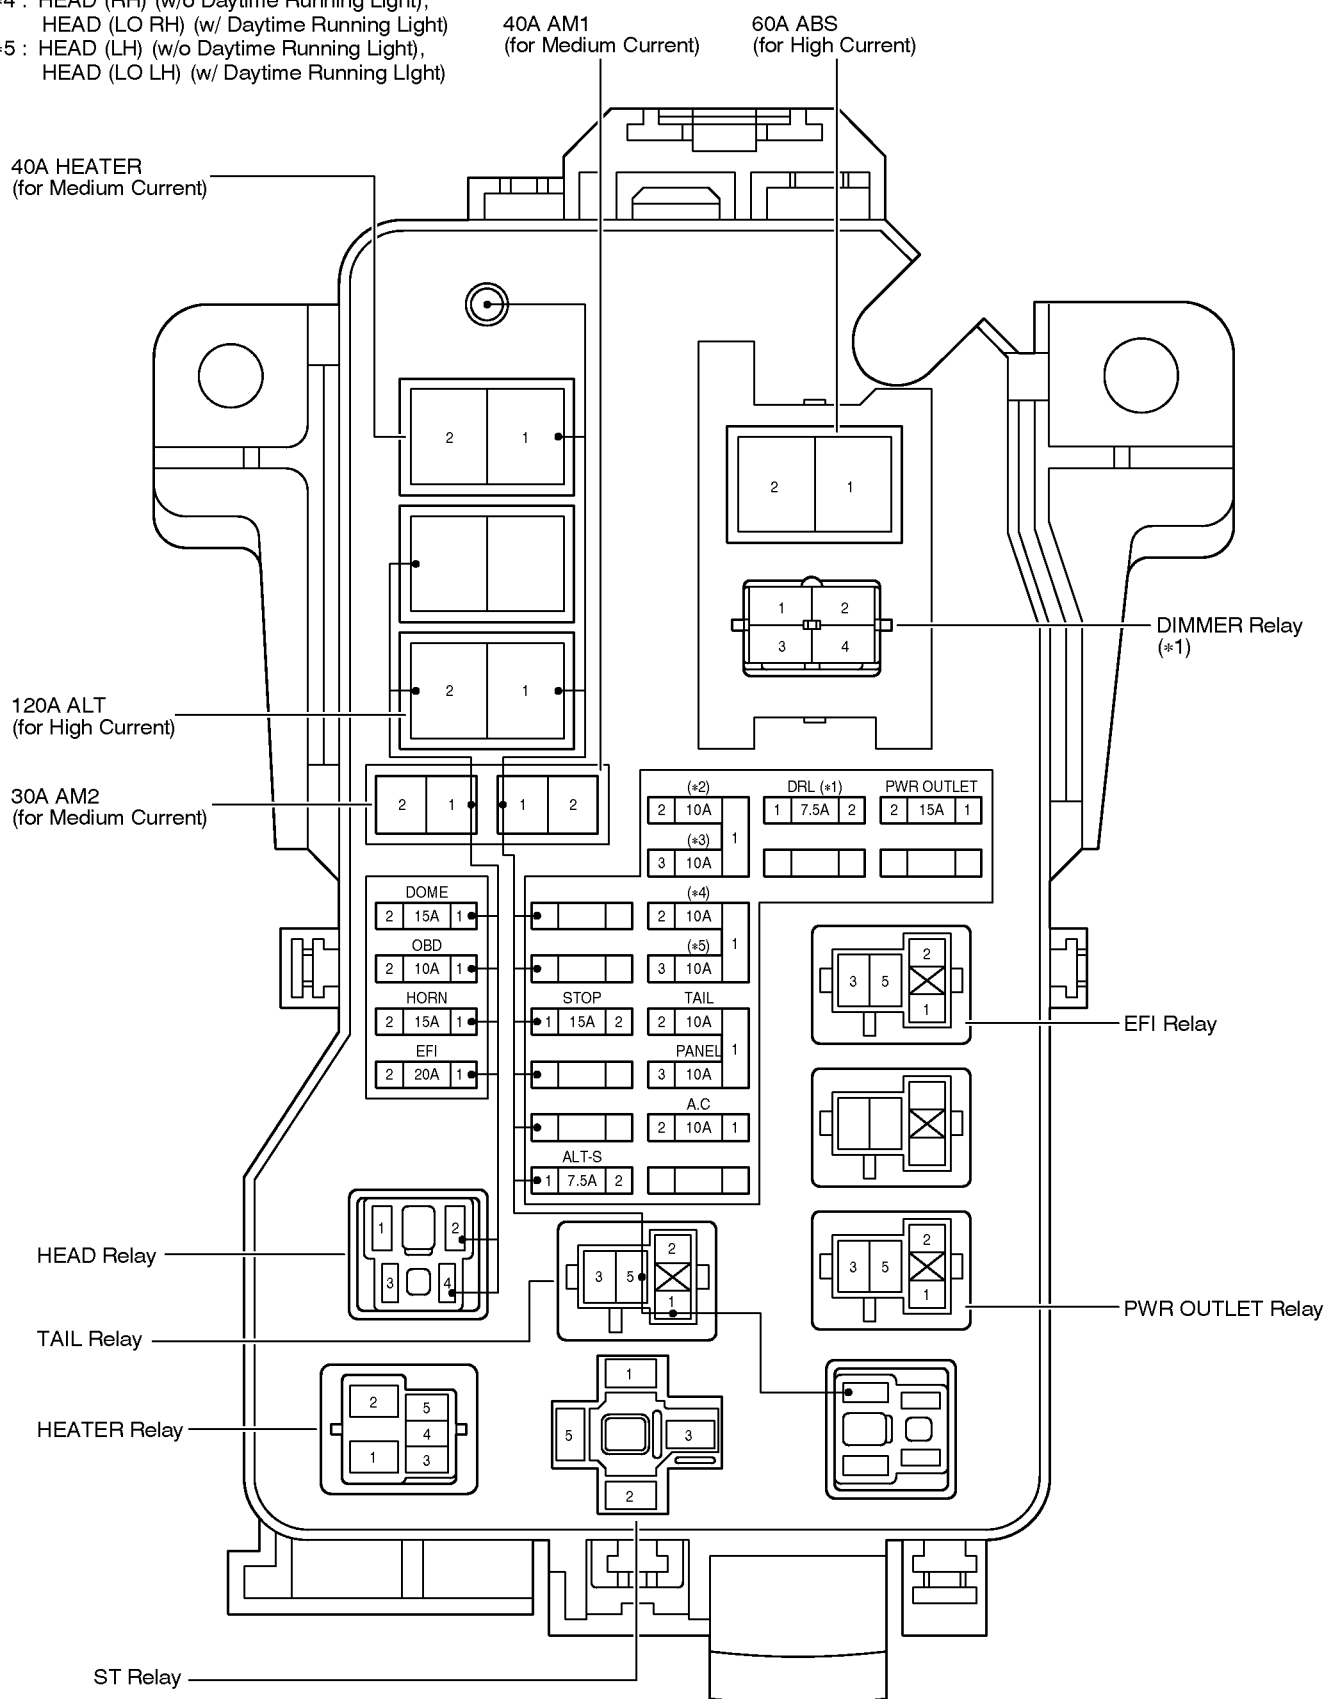 ∗4 : HEAD (RH) (w/o Daytime Running Light),
HEAD (LO RH) (w/ Daytime Running Light)
∗5 : HEAD (LH) (w/o Daytime Running Light),
HEAD (LO LH) (w/ Daytime Running LIght)
40A AM1
(for Medium Current)
60A ABS
(for High Current)
40A HEATER
(for Medium Current)
2 1
2 1
1 2
3 4
DIMMER Relay
(∗1)
2 1
120A ALT
(for High Current)
30A AM2
(for Medium Current)
2 1 1 2
(∗2) DRL (∗1) PWR OUTLET
2 10A 1 7.5A 2 2 15A 1
1
(∗3)
3 10A
DOME (∗4)
2 15A 1 2 10A
1
OBD (∗5)
2 10A 1 3 10A
HORN STOP TAIL
2 15A 1 1 15A 2 2 10A
1
EFI PANEL
2 20A 1 3 10A
A.C
2 10A 1
ALT-S
1 7.5A 2
2
3 5
1
EFI Relay
1 2
3 4
HEAD Relay
2
3 5
1
TAIL Relay
2
3 5
1
PWR OUTLET Relay
2 5
4
1 3
HEATER Relay
1
5 3
2
ST Relay